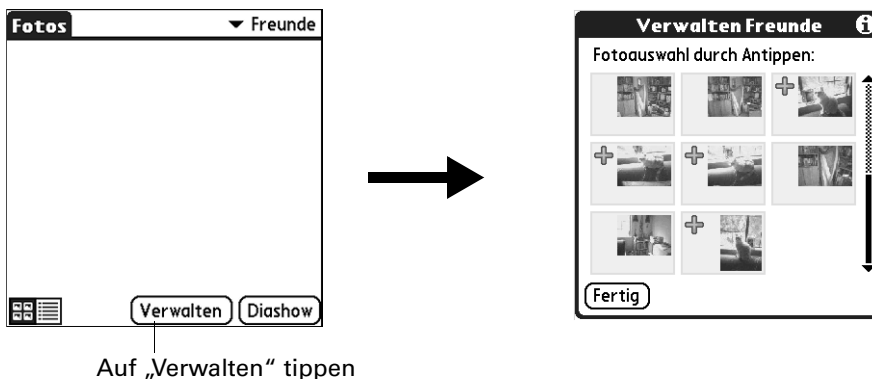 Fotos
Freunde
Verwalten
Diashow
Auf „Verwalten“ tippen
Verwalten Freunde
Fotoauswahl durch Antippen:
Fertig